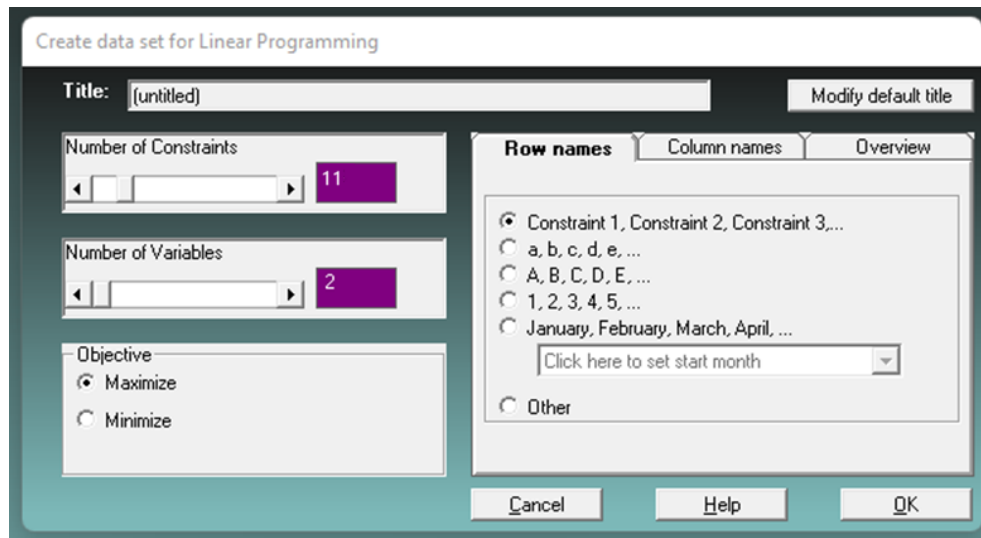 Create data set for Linear Programming
Title: (untitled)
Modify default title
Number of Constraints
11
Number of Variables
2
Objective
Maximize
Minimize
Row names
Column names
Overview
Constraint 1, Constraint 2, Constraint 3,...
a, b, c, d, e, ...
A, B, C, D, E, ...
1, 2, 3, 4, 5, ...
January, February, March, April, ...
Click here to set start month
Other
Cancel
Help
OK